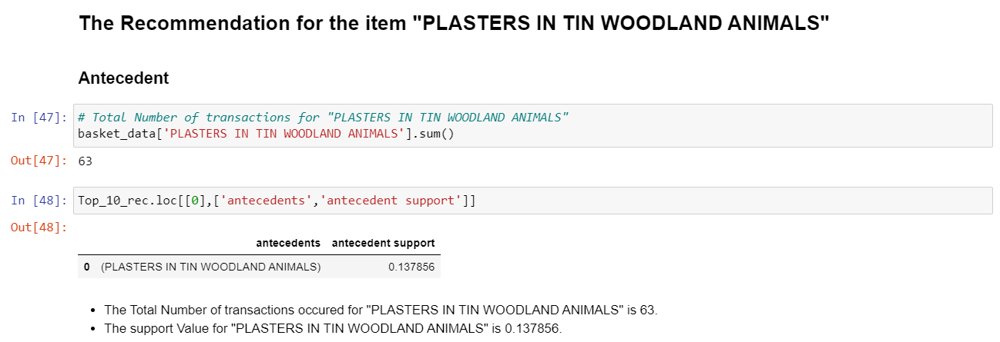 The Recommendation for the item "PLASTERS IN TIN WOODLAND ANIMALS"
Antecedent
In [47]: # Total Number of transactions for "PLASTERS IN TIN WOODLAND ANIMALS"
basket_data['PLASTERS IN TIN WOODLAND ANIMALS'].sum()
Out[47]: 63
In [48]: Top_10_rec.loc[[0],['antecedents','antecedent support']]
Out[48]:
antecedents antecedent support
0 (PLASTERS IN TIN WOODLAND ANIMALS) 0.137856
• The Total Number of transactions occured for "PLASTERS IN TIN WOODLAND ANIMALS" is 63.
• The support Value for "PLASTERS IN TIN WOODLAND ANIMALS" is 0.137856.